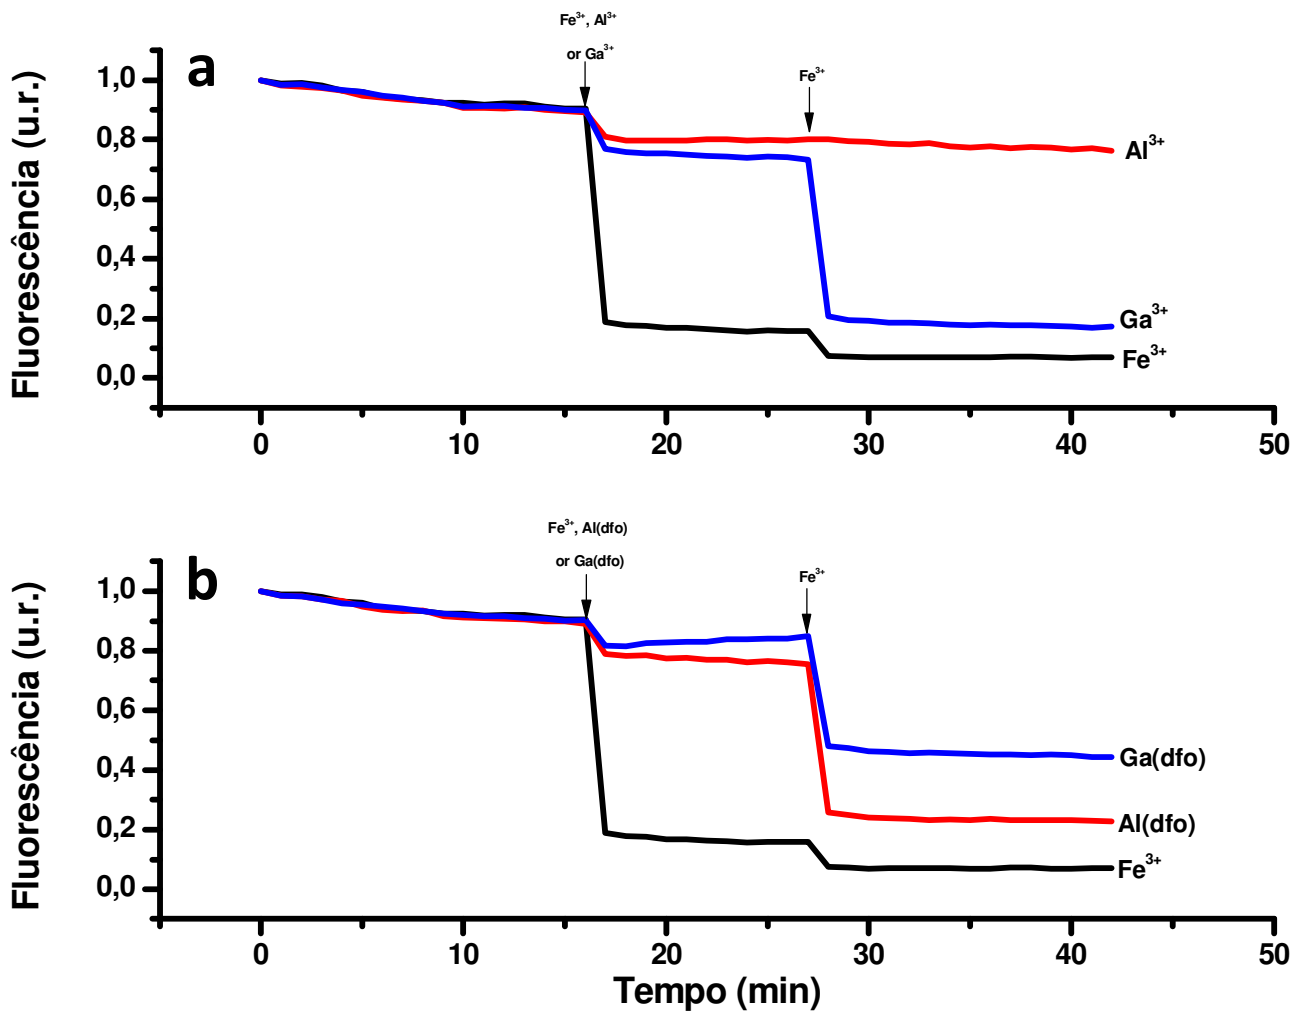 Fe³⁺, Al³⁺
or Ga³⁺
a
Fe³⁺
Fluorescência (u.r.)
1,0
0,8
0,6
0,4
0,2
0,0
Al³⁺
Ga³⁺
Fe³⁺
0 10 20 30 40 50
Fe³⁺, Al(dfo)
or Ga(dfo)
b
Fe³⁺
Fluorescência (u.r.)
1,0
0,8
0,6
0,4
0,2
0,0
Ga(dfo)
Al(dfo)
Fe³⁺
0 10 20 30 40 50
Tempo (min)